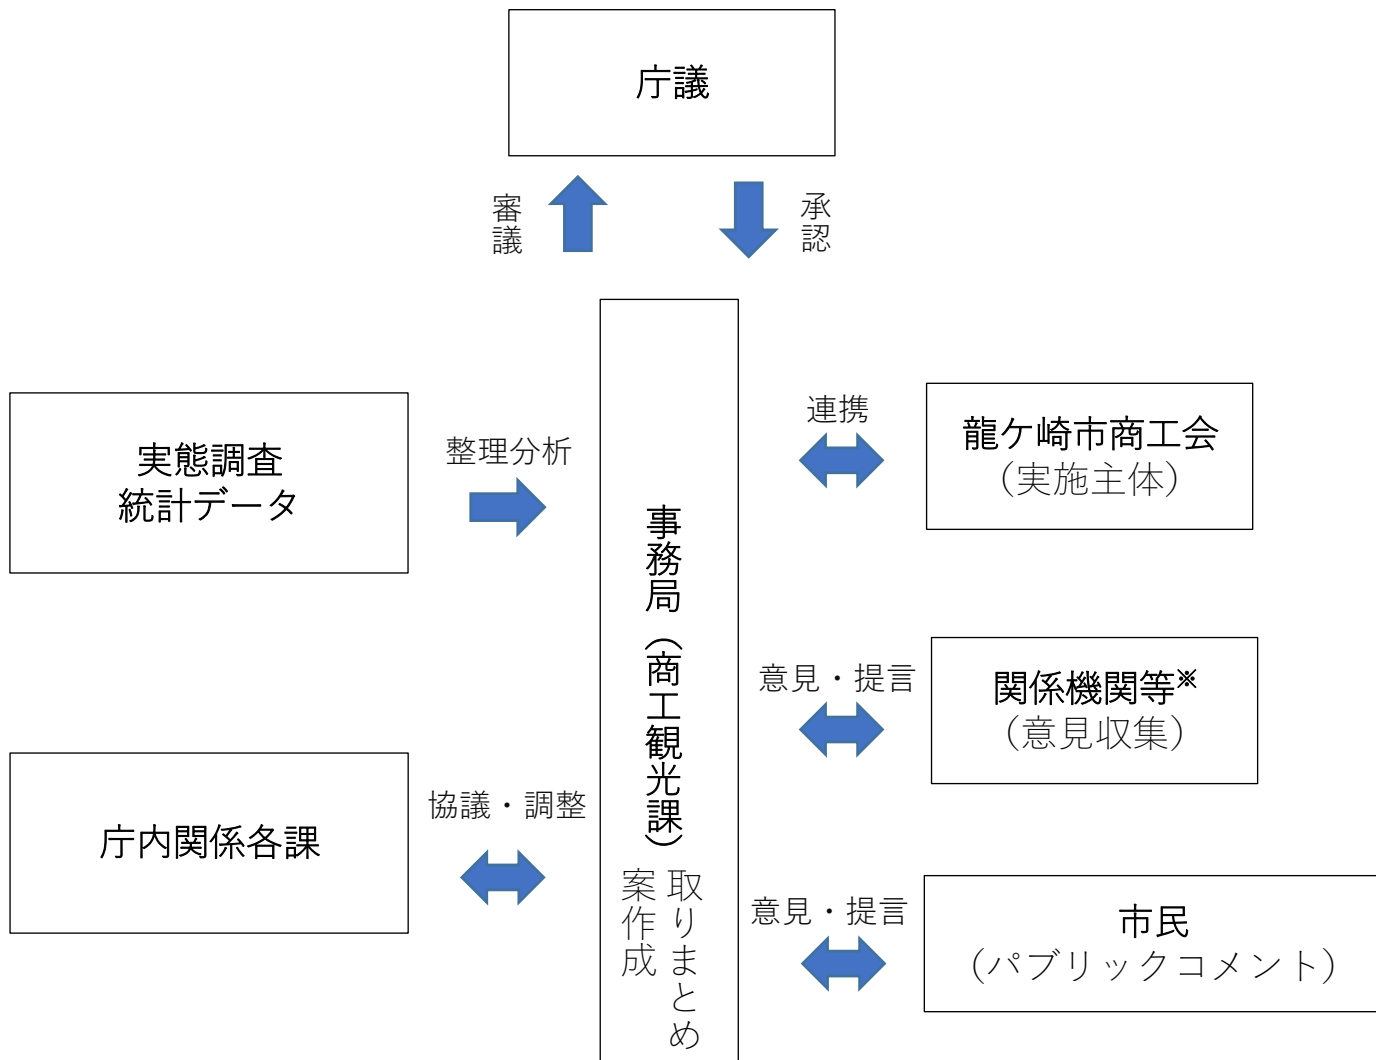 庁議
審議
承認
実態調査
統計データ
整理分析
庁内関係各課
協議・調整
事務局（商工観光課）
取りまとめ
案作成
連携
龍ケ崎市商工会
（実施主体）
意見・提言
関係機関等※
（意見収集）
意見・提言
市民
（パブリックコメント）